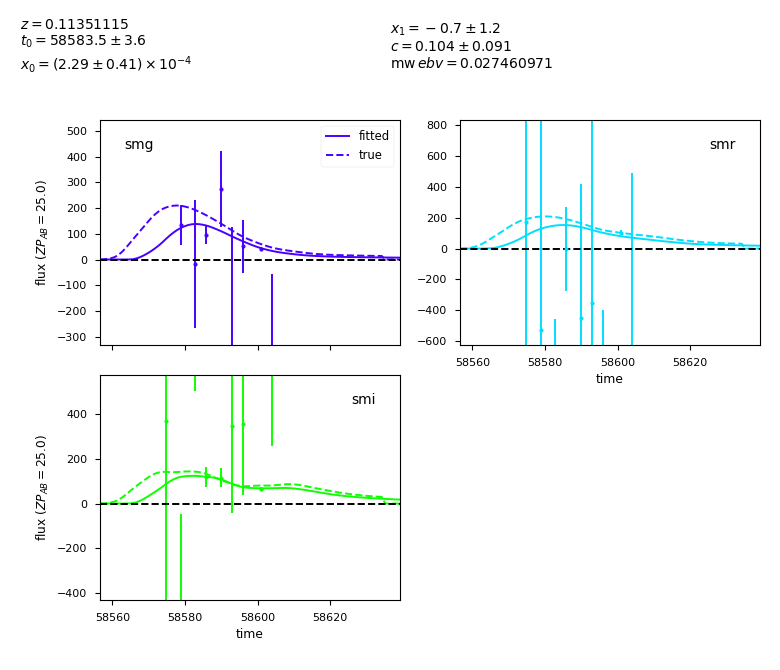 z = 0.11351115
t₀ = 58583.5 ± 3.6
x₀ = (2.29 ± 0.41) × 10⁻⁴
x₁ = −0.7 ± 1.2
c = 0.104 ± 0.091
mw ebv = 0.027460971
smg
fitted
true
500
400
300
200
100
0
−100
−200
−300
flux (ZP_AB = 25.0)
smr
800
600
400
200
0
−200
−400
−600
58560 58580 58600 58620
time
smi
400
200
0
−200
−400
flux (ZP_AB = 25.0)
58560 58580 58600 58620
time